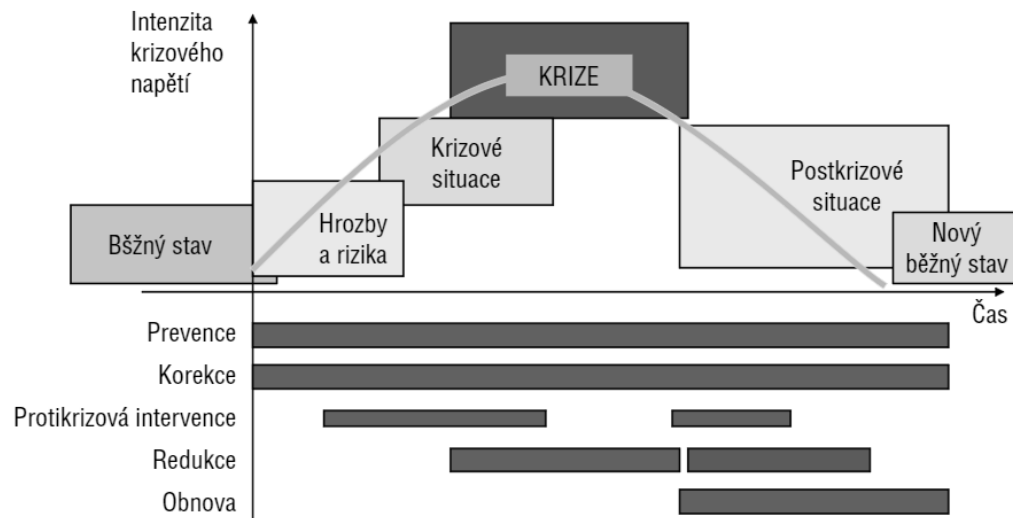 Intenzita
krizového
napětí
KRIZE
Krizové
situace
Postkrizové
situace
Hrozby
a rizika
Bšžný stav
Nový
běžný stav
Čas
Prevence
Korekce
Protikrizová intervence
Redukce
Obnova